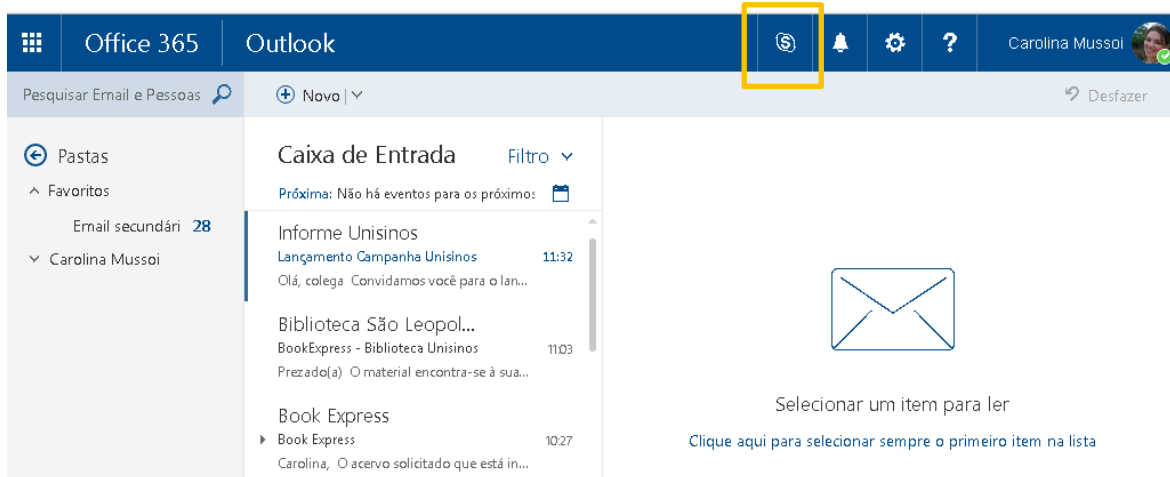 Office 365 Outlook ? Carolina Mussoi
Pesquisar Email e Pessoas Novo Desfazer
Pastas
Favoritos
Email secundári 28
Carolina Mussoi
Caixa de Entrada Filtro
Próxima: Não há eventos para os próximos
Informe Unisinos
Lançamento Campanha Unisinos 11:32
Olá, colega Convidamos você para o lan...
Biblioteca São Leopol...
BookExpress - Biblioteca Unisinos 11:03
Prezado(a) O material encontra-se à sua...
Book Express
Book Express 10:27
Carolina, O acervo solicitado que está in...
Selecionar um item para ler
Clique aqui para selecionar sempre o primeiro item na lista